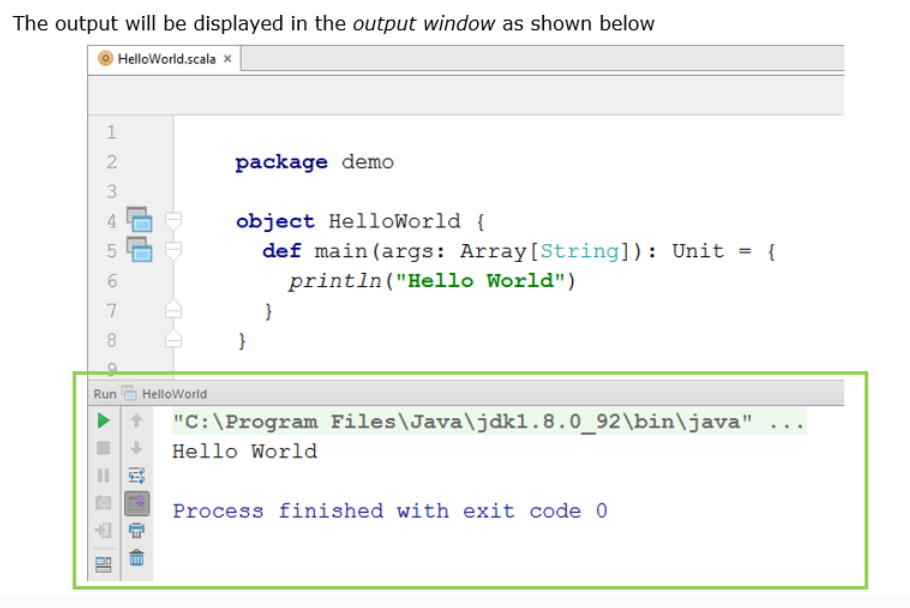 The output will be displayed in the output window as shown below
HelloWorld.scala ×
1
2 package demo
3
4 object HelloWorld {
5 def main(args: Array[String]): Unit = {
6 println("Hello World")
7 }
8 }
9
Run HelloWorld
"C:\Program Files\Java\jdk1.8.0_92\bin\java" ...
Hello World
Process finished with exit code 0